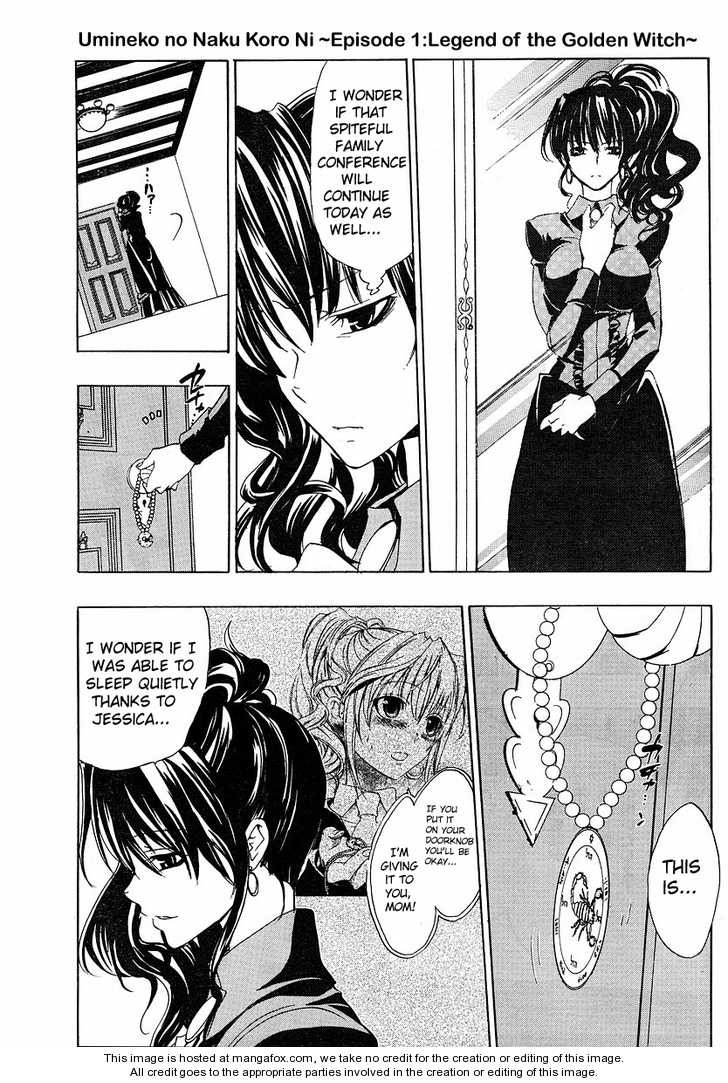 Umineko no Naku Koro Ni ~Episode 1:Legend of the Golden Witch~
I WONDER
IF THAT
SPITEFUL
FAMILY
CONFERENCE
WILL
CONTINUE
TODAY AS
WELL...
…ハァ?
THIS
IS...
IF YOU
PUT IT
ON YOUR
DOORKNOB
YOU'LL BE
OKAY...
I'M
GIVING
IT TO
YOU,
MOM!
I WONDER IF I
WAS ABLE TO
SLEEP QUIETLY
THANKS TO
JESSICA...
This image is hosted at mangafox.com, we take no credit for the creation or editing of this image.
All credit goes to the appropriate parties involved in the creation or editing of this image.